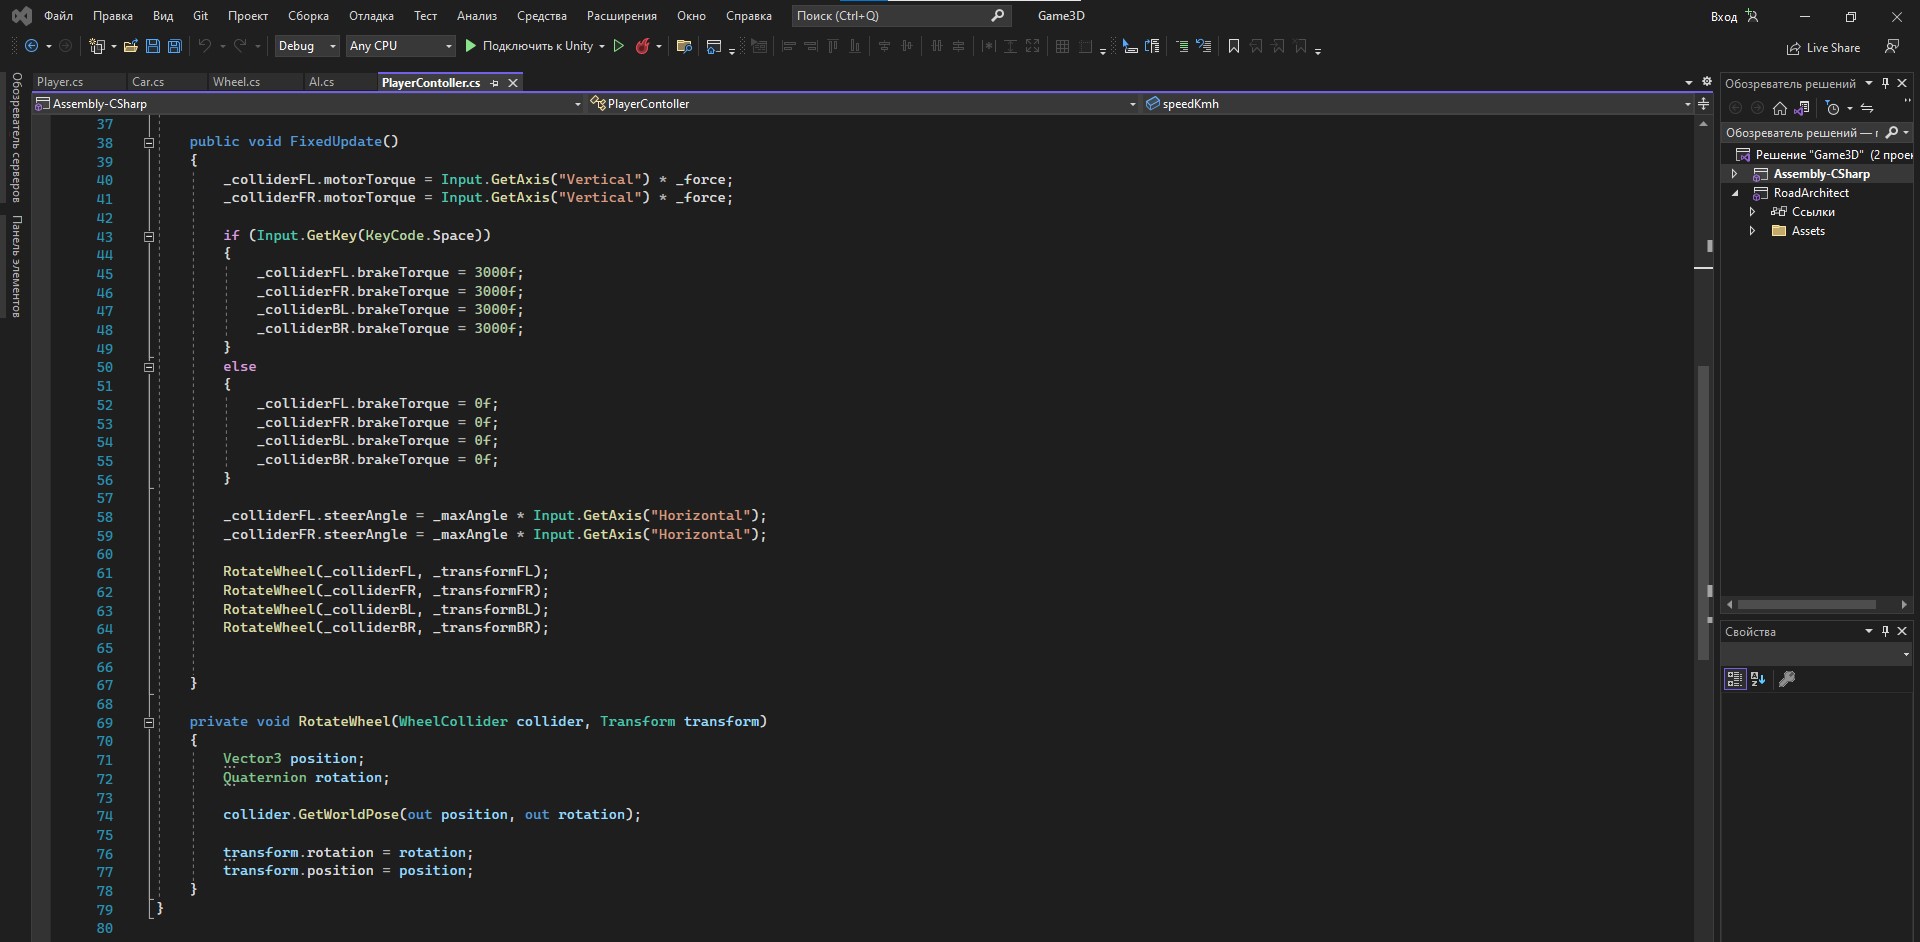 Файл Правка Вид Git Проект Сборка Отладка Тест Анализ Средства Расширения Окно Справка Поиск (Ctrl+Q) Game3D Вход
Debug Any CPU Подключить к Unity Live Share
Обозреватель серверов
Панель элементов
Player.cs Car.cs Wheel.cs AI.cs PlayerContoller.cs
Assembly-CSharp PlayerContoller speedKmh
37
38 public void FixedUpdate()
39 {
40 _colliderFL.motorTorque = Input.GetAxis("Vertical") * _force;
41 _colliderFR.motorTorque = Input.GetAxis("Vertical") * _force;
42
43 if (Input.GetKey(KeyCode.Space))
44 {
45 _colliderFL.brakeTorque = 3000f;
46 _colliderFR.brakeTorque = 3000f;
47 _colliderBL.brakeTorque = 3000f;
48 _colliderBR.brakeTorque = 3000f;
49 }
50 else
51 {
52 _colliderFL.brakeTorque = 0f;
53 _colliderFR.brakeTorque = 0f;
54 _colliderBL.brakeTorque = 0f;
55 _colliderBR.brakeTorque = 0f;
56 }
57
58 _colliderFL.steerAngle = _maxAngle * Input.GetAxis("Horizontal");
59 _colliderFR.steerAngle = _maxAngle * Input.GetAxis("Horizontal");
60
61 RotateWheel(_colliderFL, _transformFL);
62 RotateWheel(_colliderFR, _transformFR);
63 RotateWheel(_colliderBL, _transformBL);
64 RotateWheel(_colliderBR, _transformBR);
65
66
67 }
68
69 private void RotateWheel(WheelCollider collider, Transform transform)
70 {
71 Vector3 position;
72 Quaternion rotation;
73
74 collider.GetWorldPose(out position, out rotation);
75
76 transform.rotation = rotation;
77 transform.position = position;
78 }
79 }
80
Обозреватель решений
Обозреватель решений —
Решение "Game3D" (2 проек
Assembly-CSharp
RoadArchitect
Ссылки
Assets
Свойства